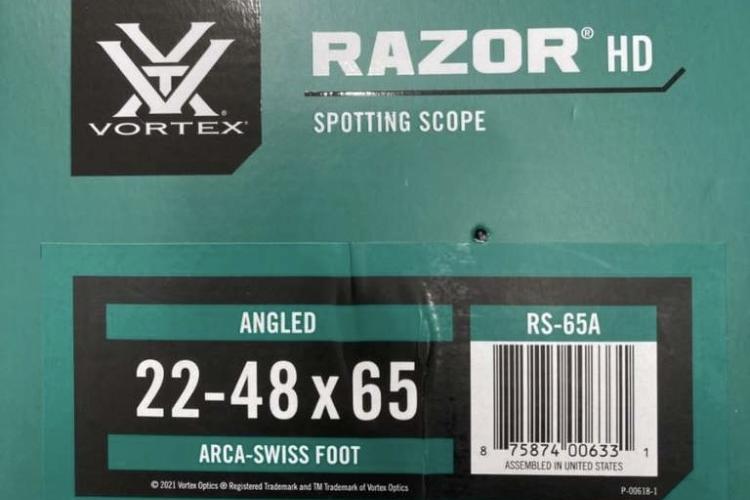 VORTEX®
RAZOR® HD
SPOTTING SCOPE
ANGLED
22-48 x 65
ARCA-SWISS FOOT
RS-65A
8 75874 00633 1
ASSEMBLED IN UNITED STATES
© 2021 Vortex Optics ® Registered Trademark and TM Trademark of Vortex Optics
P-00618-1